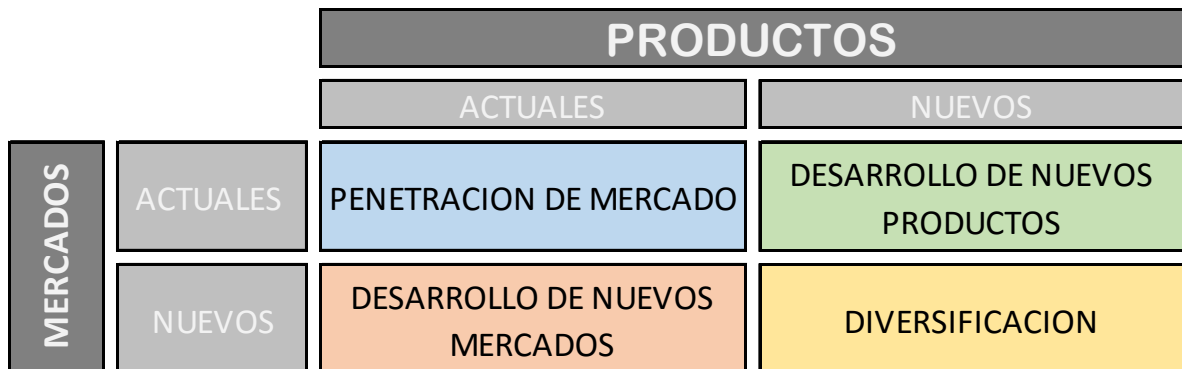 PRODUCTOS
ACTUALES
NUEVOS
MERCADOS
ACTUALES
PENETRACION DE MERCADO
DESARROLLO DE NUEVOS
PRODUCTOS
NUEVOS
DESARROLLO DE NUEVOS
MERCADOS
DIVERSIFICACION